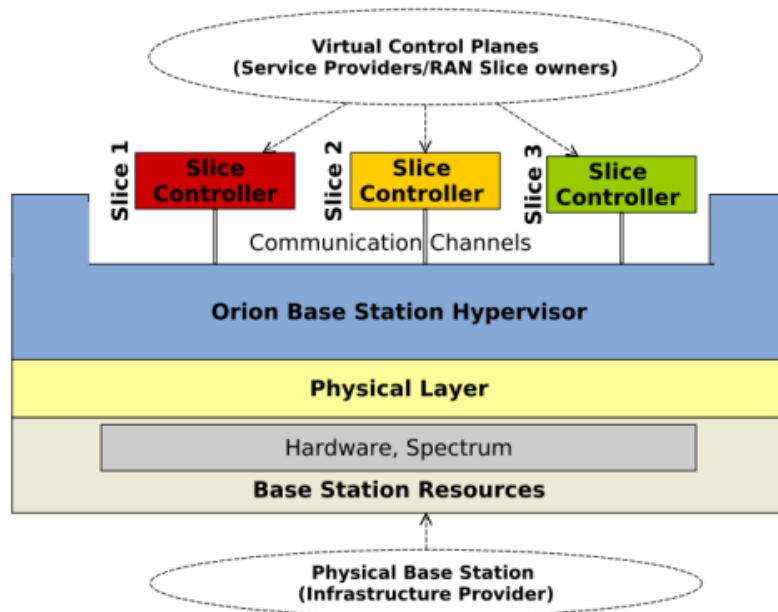 Virtual Control Planes
(Service Providers/RAN Slice owners)
Slice 1
Slice
Controller
Slice 2
Slice
Controller
Slice 3
Slice
Controller
Communication Channels
Orion Base Station Hypervisor
Physical Layer
Hardware, Spectrum
Base Station Resources
Physical Base Station
(Infrastructure Provider)